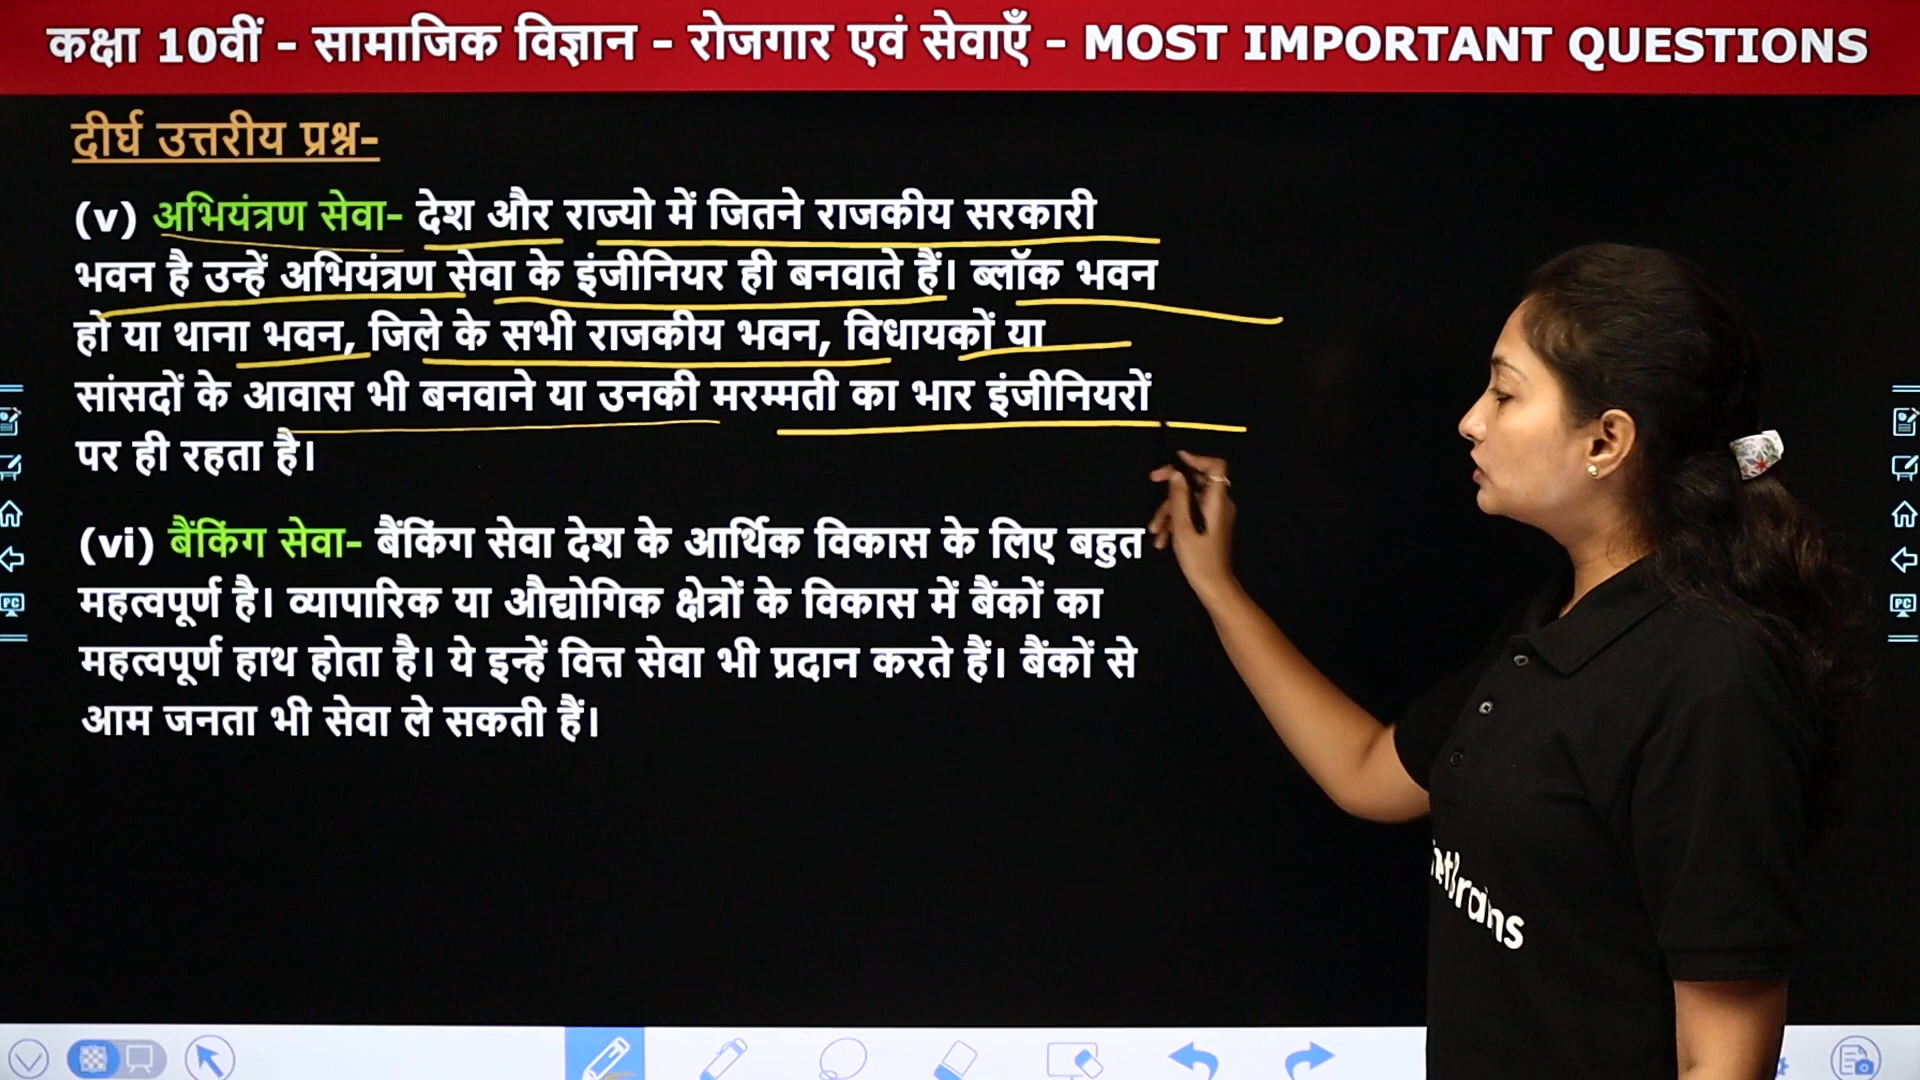 कक्षा 10वीं - सामाजिक विज्ञान - रोजगार एवं सेवाएँ - MOST IMPORTANT QUESTIONS
दीर्घ उत्तरीय प्रश्न-
(v) अभियंत्रण सेवा- देश और राज्यो में जितने राजकीय सरकारी
भवन है उन्हें अभियंत्रण सेवा के इंजीनियर ही बनवाते हैं। ब्लॉक भवन
हो या थाना भवन, जिले के सभी राजकीय भवन, विधायकों या
सांसदों के आवास भी बनवाने या उनकी मरम्मती का भार इंजीनियरों
पर ही रहता है।
(vi) बैंकिंग सेवा- बैंकिंग सेवा देश के आर्थिक विकास के लिए बहुत
महत्वपूर्ण है। व्यापारिक या औद्योगिक क्षेत्रों के विकास में बैंकों का
महत्वपूर्ण हाथ होता है। ये इन्हें वित्त सेवा भी प्रदान करते हैं। बैंकों से
आम जनता भी सेवा ले सकती हैं।
PC
PC